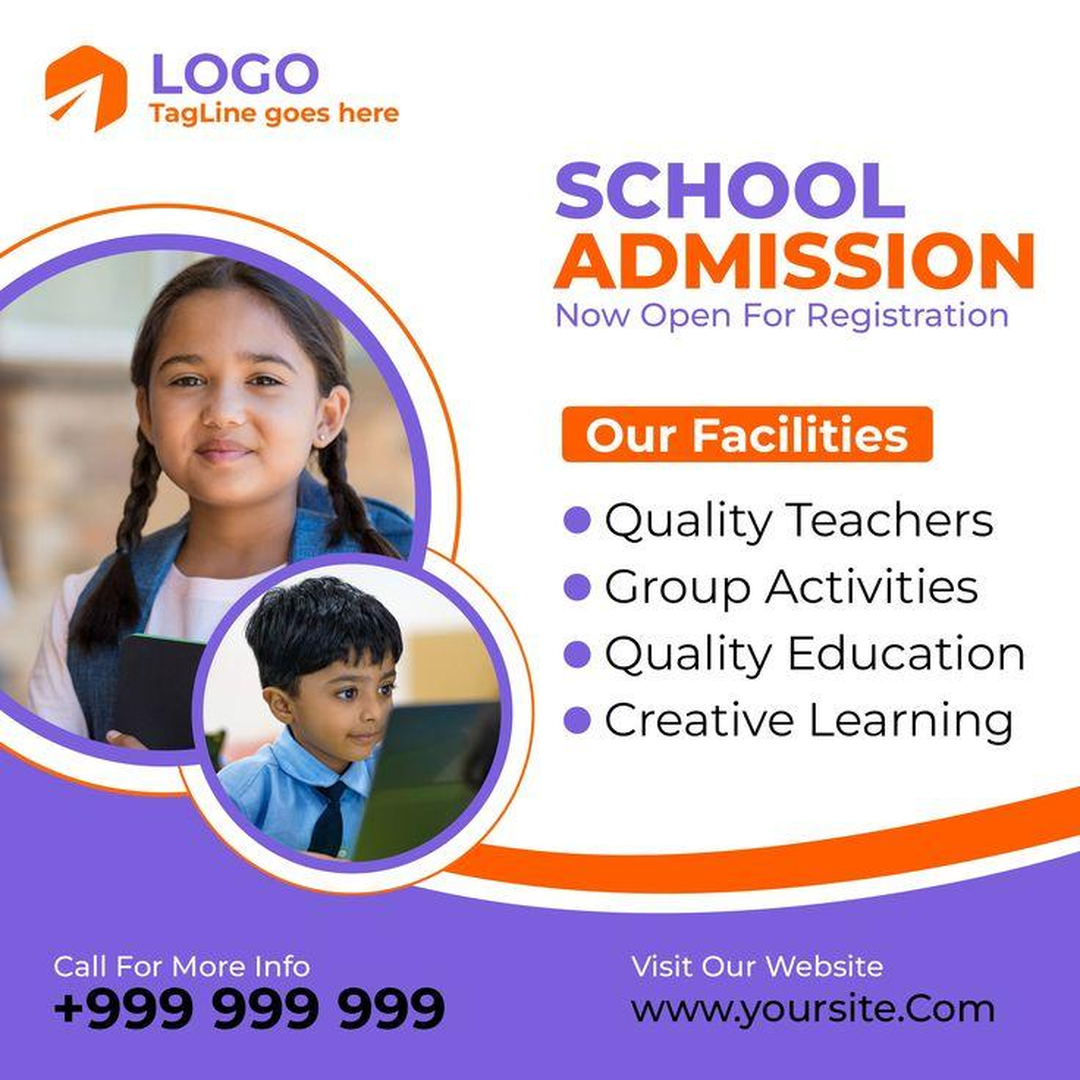 LOGO
TagLine goes here
SCHOOL
ADMISSION
Now Open For Registration
Our Facilities
Quality Teachers
Group Activities
Quality Education
Creative Learning
Call For More Info
+999 999 999
Visit Our Website
www.yoursite.Com